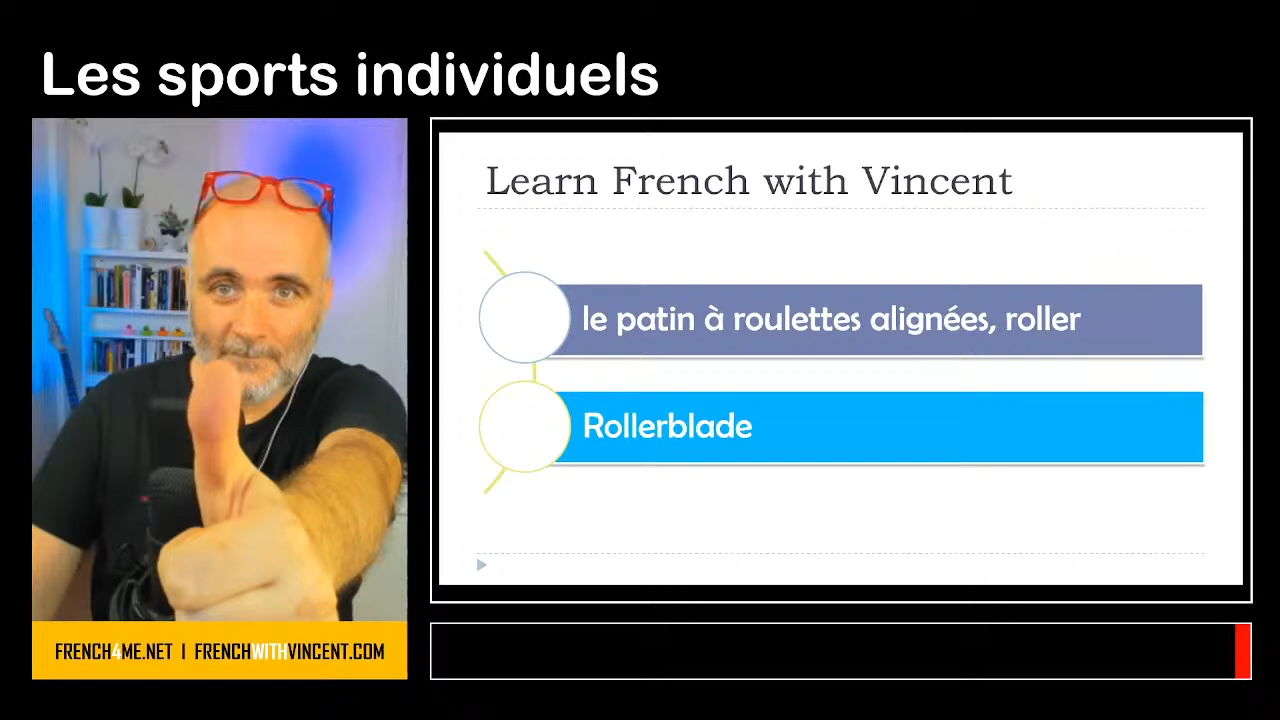 Les sports individuels
Learn French with Vincent
le patin à roulettes alignées, roller
Rollerblade
FRENCH4ME.NET I FRENCHWITHVINCENT.COM